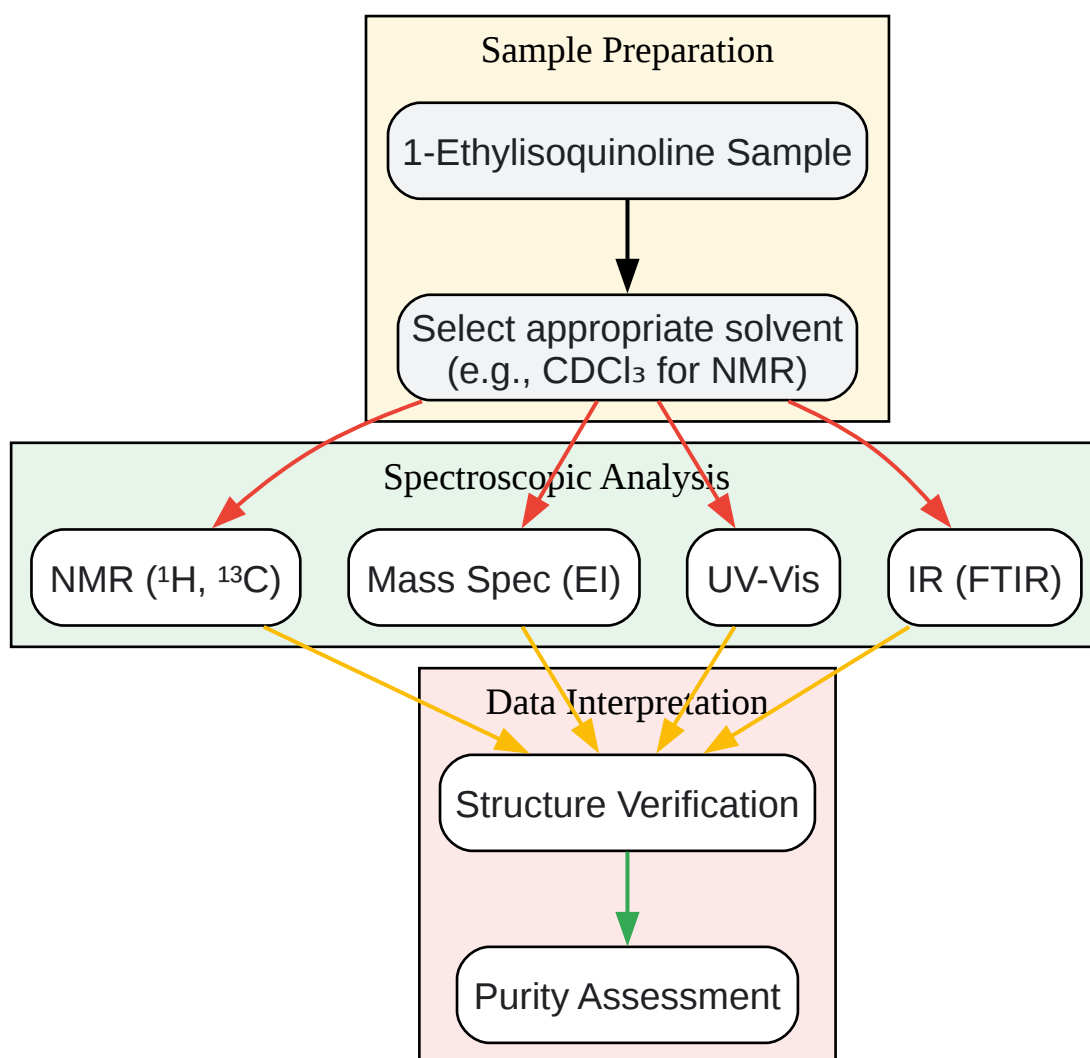 Sample Preparation
1-Ethylisoquinoline Sample
Select appropriate solvent
(e.g., CDCl₃ for NMR)
Spectroscopic Analysis
NMR (¹H, ¹³C)
Mass Spec (EI)
UV-Vis
IR (FTIR)
Data Interpretation
Structure Verification
Purity Assessment